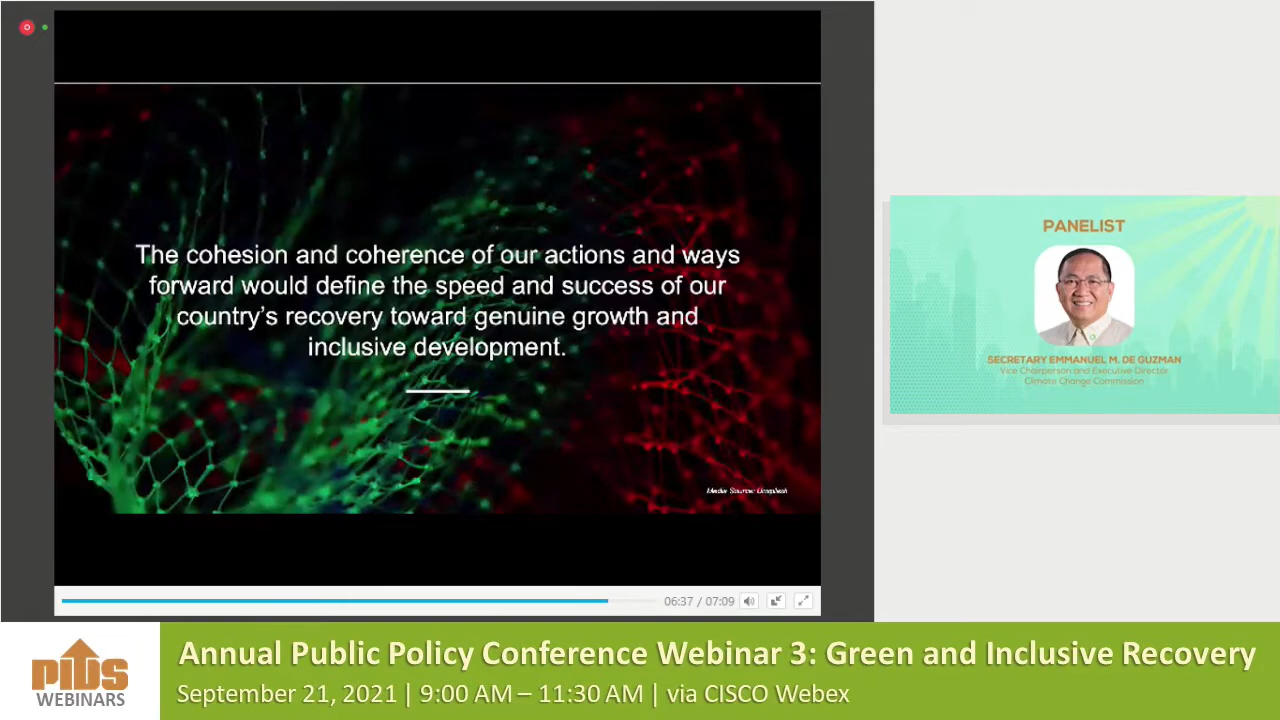 The cohesion and coherence of our actions and ways
forward would define the speed and success of our
country's recovery toward genuine growth and
inclusive development.
Media Source: Unsplash
06:37 / 07:09
PANELIST
SECRETARY EMMANUEL M. DE GUZMAN
Vice Chairperson and Executive Director
Climate Change Commission
PIDS
WEBINARS
Annual Public Policy Conference Webinar 3: Green and Inclusive Recovery
September 21, 2021 | 9:00 AM – 11:30 AM | via CISCO Webex